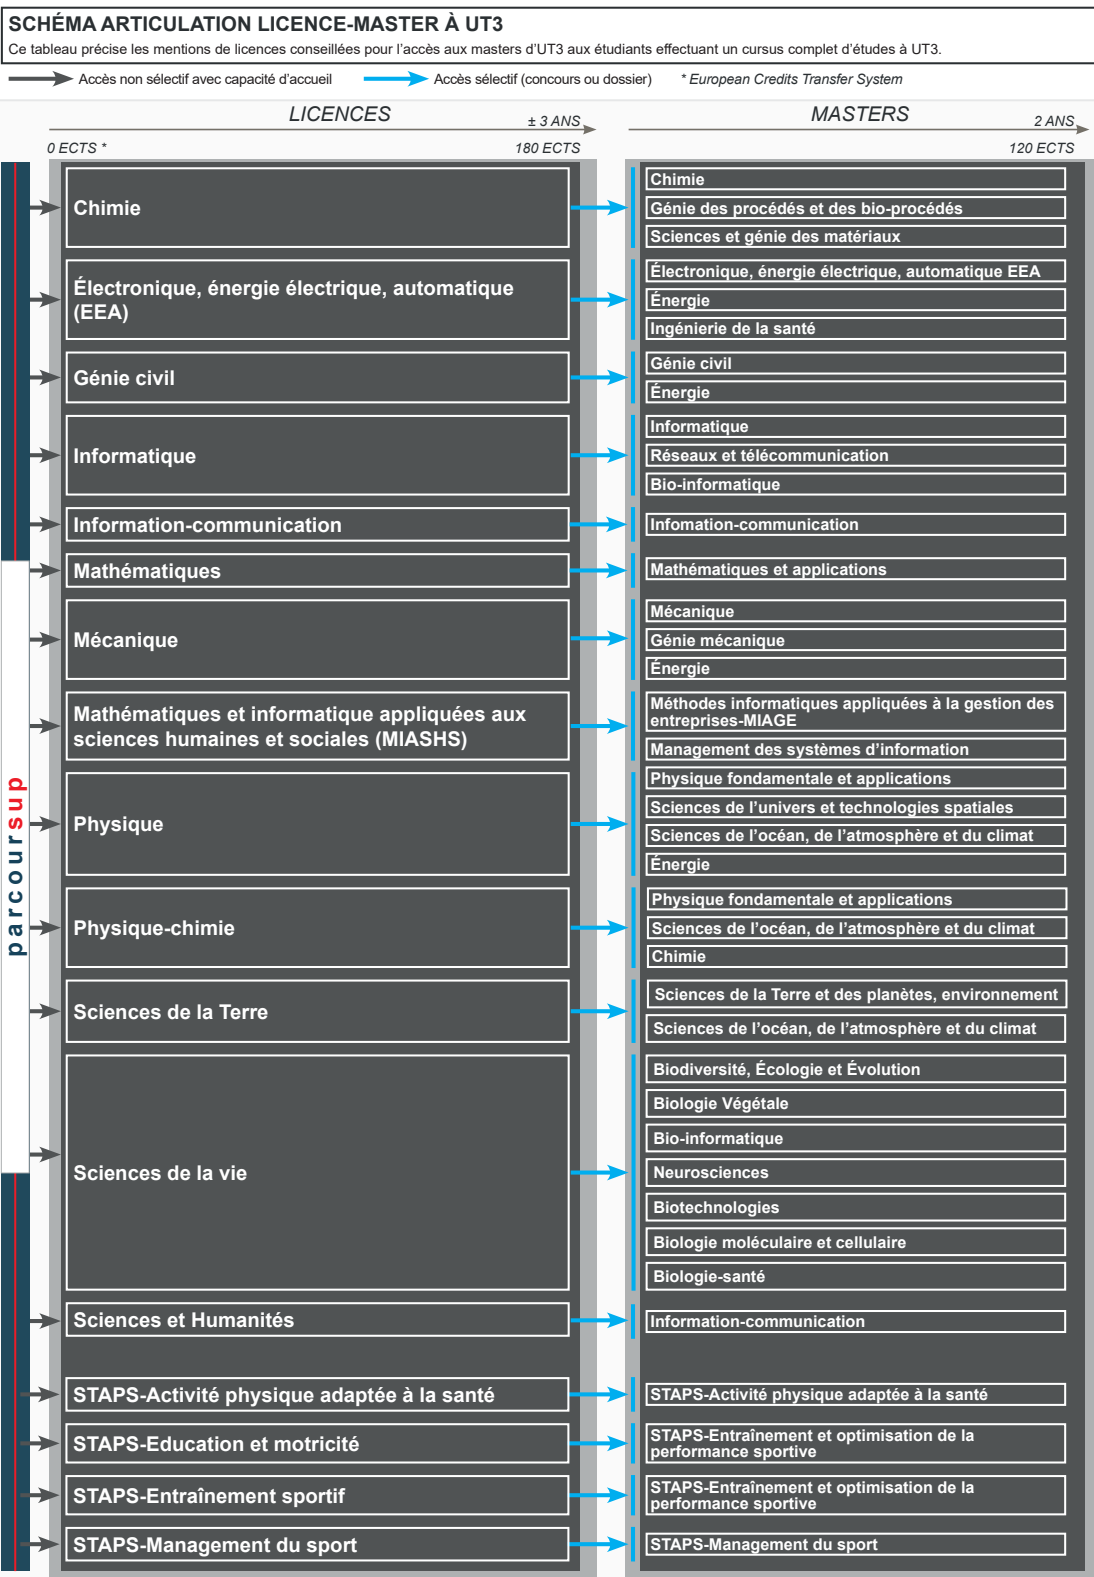 SCHÉMA ARTICULATION LICENCE-MASTER À UT3
Ce tableau précise les mentions de licences conseillées pour l'accès aux masters d'UT3 aux étudiants effectuant un cursus complet d'études à UT3.
Accès non sélectif avec capacité d'accueil
Accès sélectif (concours ou dossier)
* European Credits Transfer System
LICENCES
± 3 ANS
MASTERS
2 ANS
0 ECTS *
180 ECTS
120 ECTS
parcoursup
Chimie
Chimie
Génie des procédés et des bio-procédés
Sciences et génie des matériaux
Électronique, énergie électrique, automatique
(EEA)
Électronique, énergie électrique, automatique EEA
Énergie
Ingénierie de la santé
Génie civil
Génie civil
Énergie
Informatique
Informatique
Réseaux et télécommunication
Bio-informatique
Information-communication
Infomation-communication
Mathématiques
Mathématiques et applications
Mécanique
Mécanique
Génie mécanique
Énergie
Mathématiques et informatique appliquées aux
sciences humaines et sociales (MIASHS)
Méthodes informatiques appliquées à la gestion des
entreprises-MIAGE
Management des systèmes d'information
Physique
Physique fondamentale et applications
Sciences de l'univers et technologies spatiales
Sciences de l'océan, de l'atmosphère et du climat
Énergie
Physique-chimie
Physique fondamentale et applications
Sciences de l'océan, de l'atmosphère et du climat
Chimie
Sciences de la Terre
Sciences de la Terre et des planètes, environnement
Sciences de l'océan, de l'atmosphère et du climat
Sciences de la vie
Biodiversité, Écologie et Évolution
Biologie Végétale
Bio-informatique
Neurosciences
Biotechnologies
Biologie moléculaire et cellulaire
Biologie-santé
Sciences et Humanités
Information-communication
STAPS-Activité physique adaptée à la santé
STAPS-Activité physique adaptée à la santé
STAPS-Education et motricité
STAPS-Entraînement et optimisation de la
performance sportive
STAPS-Entraînement sportif
STAPS-Entraînement et optimisation de la
performance sportive
STAPS-Management du sport
STAPS-Management du sport